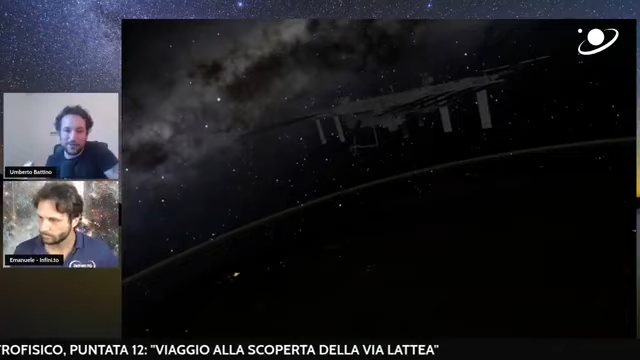 Umberto Battino
Emanuele - Infini.to
TROFISICO, PUNTATA 12: "VIAGGIO ALLA SCOPERTA DELLA VIA LATTEA"